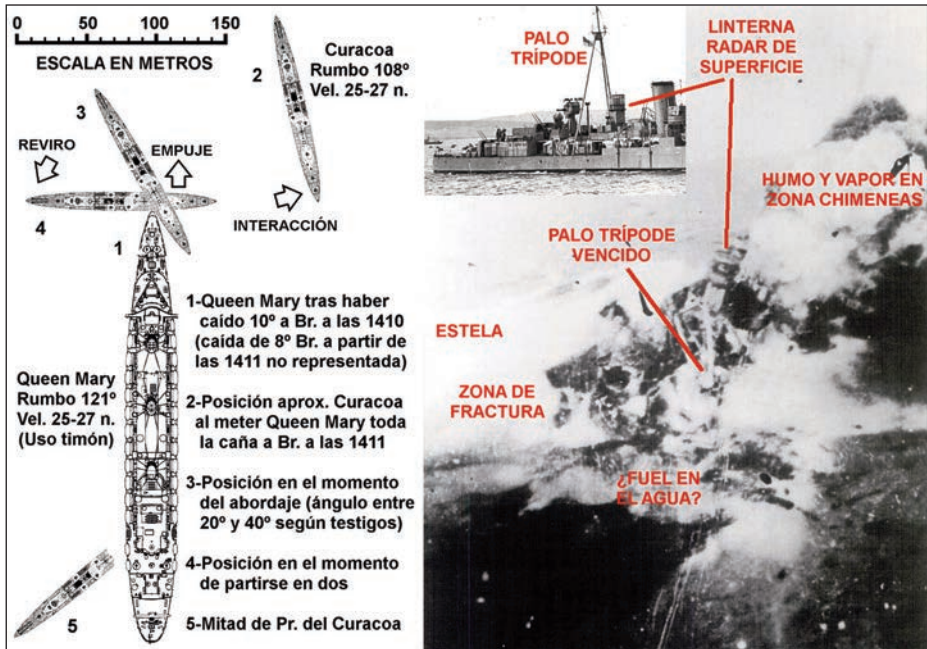 0 50 100 150
ESCALA EN METROS
2
Curacoa
Rumbo 108º
Vel. 25-27 n.
3
REVIRO
EMPUJE
4
INTERACCIÓN
1
1-Queen Mary tras haber
caído 10º a Br. a las 1410
(caída de 8º Br. a partir de
las 1411 no representada)
Queen Mary
Rumbo 121º
Vel. 25-27 n.
(Uso timón)
2-Posición aprox. Curacoa
al meter Queen Mary toda
la caña a Br. a las 1411
3-Posición en el momento
del abordaje (ángulo entre
20º y 40º según testigos)
4-Posición en el momento
de partirse en dos
5
5-Mitad de Pr. del Curacoa
PALO
TRÍPODE
LINTERNA
RADAR DE
SUPERFICIE
HUMO Y VAPOR EN
ZONA CHIMENEAS
PALO TRÍPODE
VENCIDO
ESTELA
ZONA DE
FRACTURA
¿FUEL EN
EL AGUA?